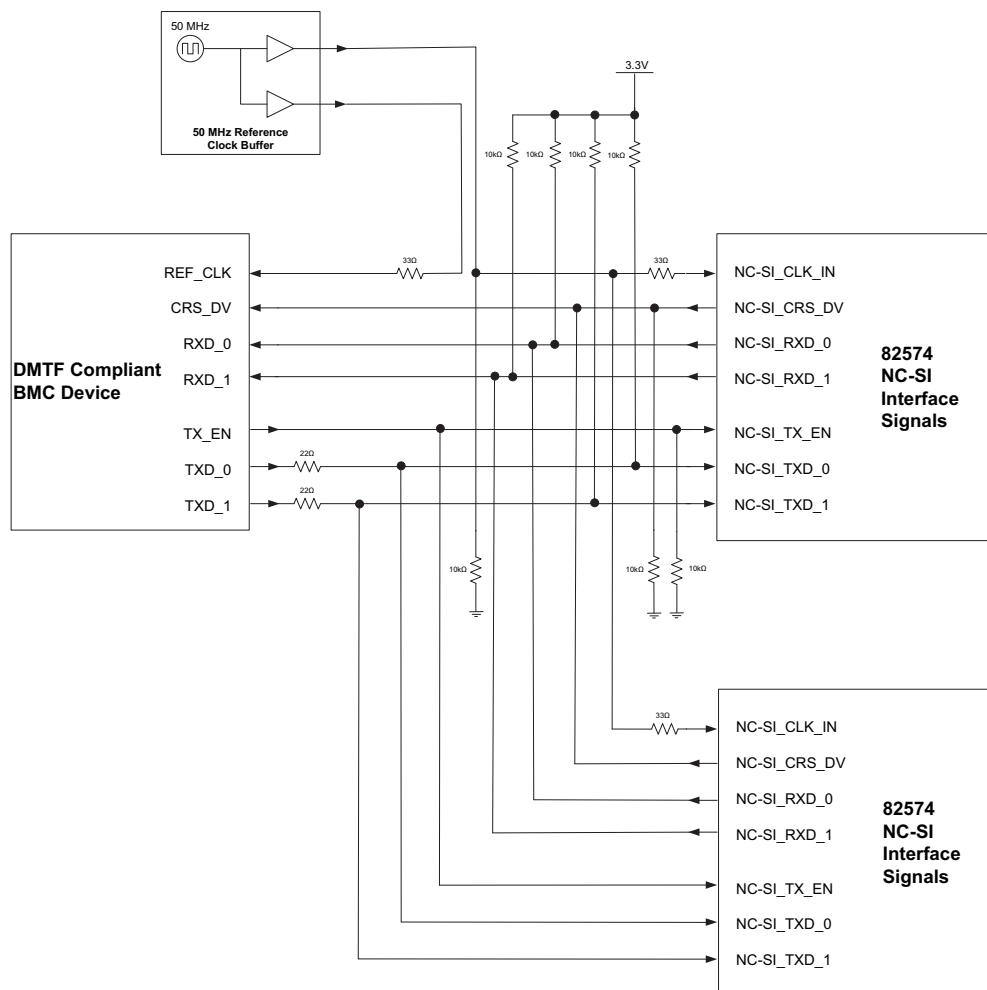 50 MHz
50 MHz Reference
Clock Buffer
3.3V
10kΩ
10kΩ
10kΩ
10kΩ
DMTF Compliant
BMC Device
REF_CLK
CRS_DV
RXD_0
RXD_1
TX_EN
TXD_0
TXD_1
33Ω
33Ω
22Ω
22Ω
NC-SI_CLK_IN
NC-SI_CRS_DV
NC-SI_RXD_0
NC-SI_RXD_1
NC-SI_TX_EN
NC-SI_TXD_0
NC-SI_TXD_1
82574
NC-SI
Interface
Signals
10kΩ
10kΩ
10kΩ
33Ω
NC-SI_CLK_IN
NC-SI_CRS_DV
NC-SI_RXD_0
NC-SI_RXD_1
NC-SI_TX_EN
NC-SI_TXD_0
NC-SI_TXD_1
82574
NC-SI
Interface
Signals